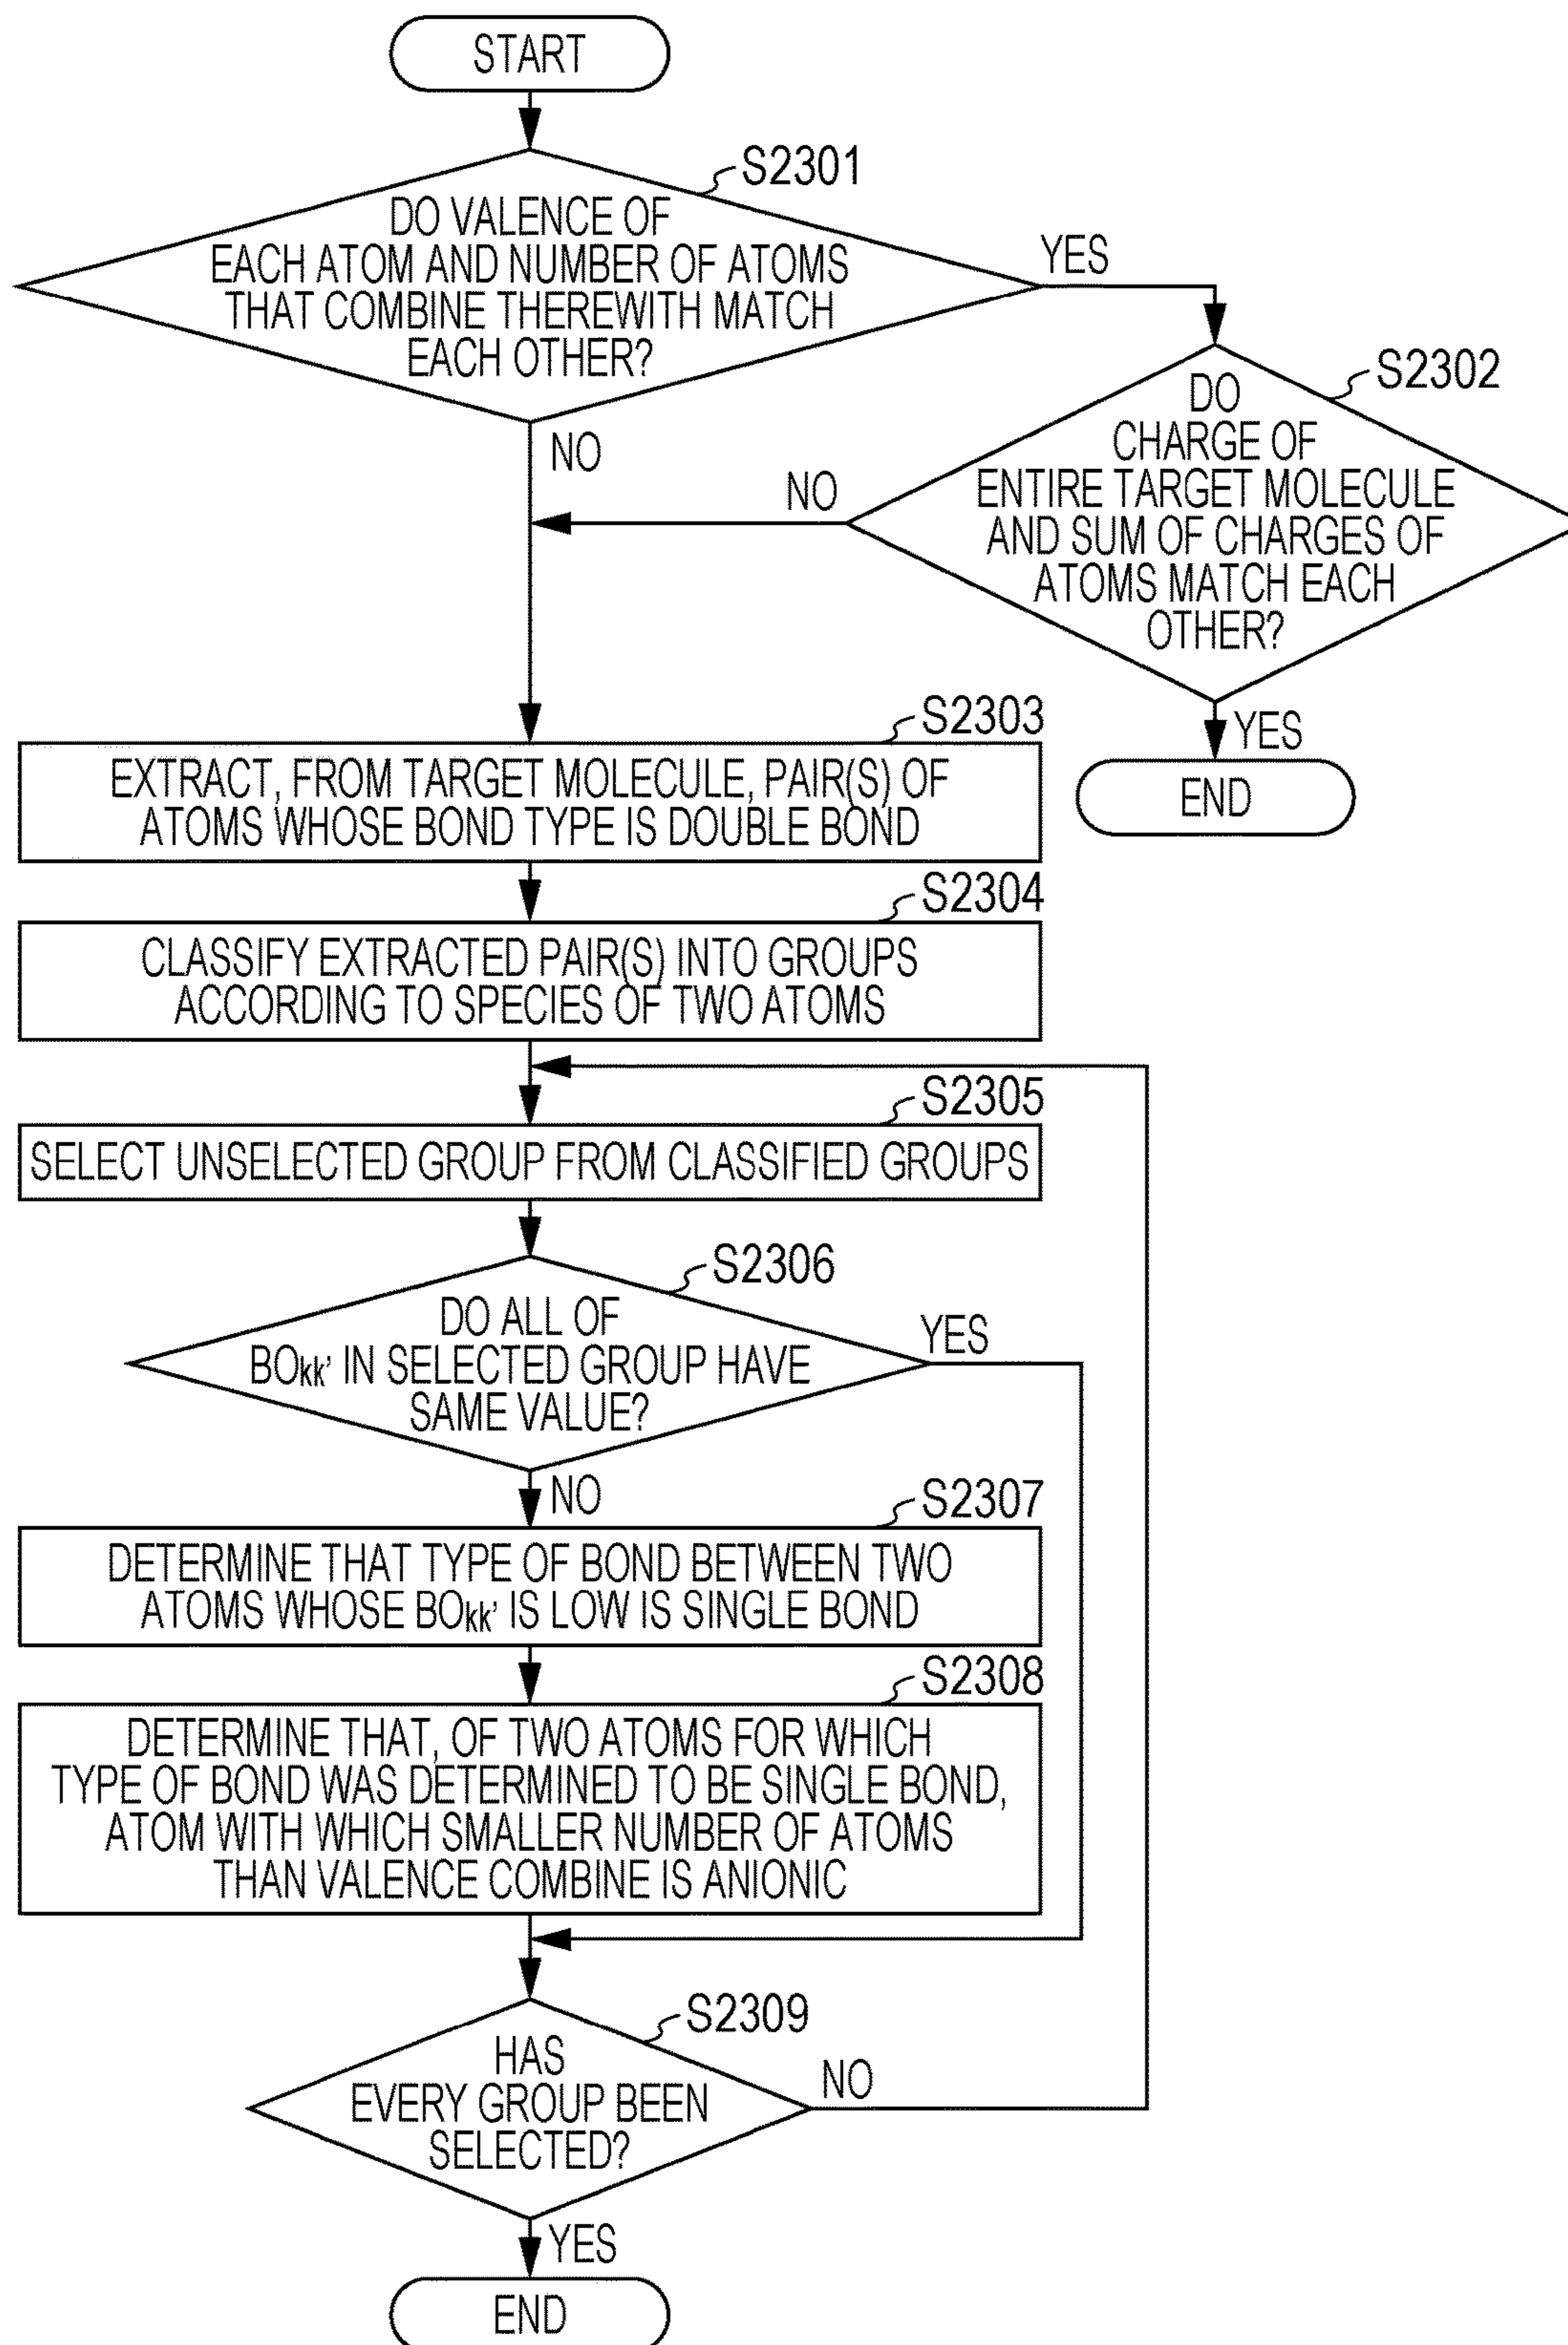 START
S2301
DO VALENCE OF
EACH ATOM AND NUMBER OF ATOMS
THAT COMBINE THEREWITH MATCH
EACH OTHER?
YES
NO
S2302
DO
CHARGE OF
ENTIRE TARGET MOLECULE
AND SUM OF CHARGES OF
ATOMS MATCH EACH
OTHER?
NO
YES
END
S2303
EXTRACT, FROM TARGET MOLECULE, PAIR(S) OF
ATOMS WHOSE BOND TYPE IS DOUBLE BOND
S2304
CLASSIFY EXTRACTED PAIR(S) INTO GROUPS
ACCORDING TO SPECIES OF TWO ATOMS
S2305
SELECT UNSELECTED GROUP FROM CLASSIFIED GROUPS
S2306
DO ALL OF
BOkk' IN SELECTED GROUP HAVE
SAME VALUE?
YES
NO
S2307
DETERMINE THAT TYPE OF BOND BETWEEN TWO
ATOMS WHOSE BOkk' IS LOW IS SINGLE BOND
S2308
DETERMINE THAT, OF TWO ATOMS FOR WHICH
TYPE OF BOND WAS DETERMINED TO BE SINGLE BOND,
ATOM WITH WHICH SMALLER NUMBER OF ATOMS
THAN VALENCE COMBINE IS ANIONIC
S2309
HAS
EVERY GROUP BEEN
SELECTED?
NO
YES
END